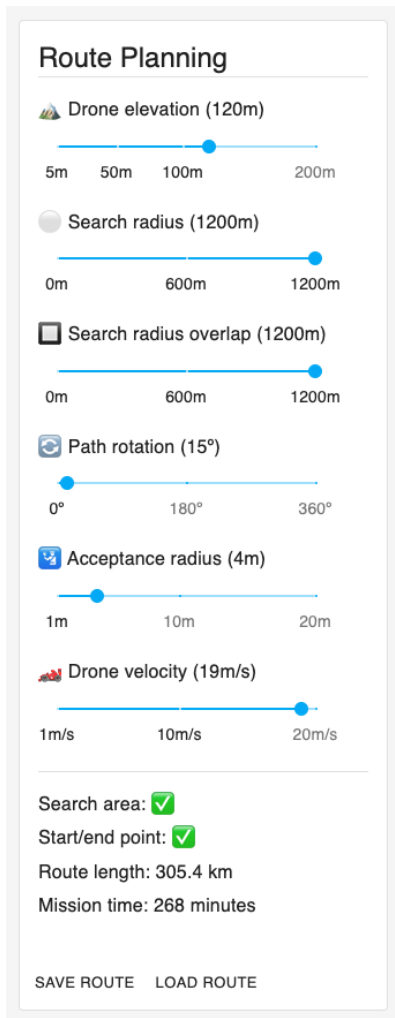 Route Planning
Drone elevation (120m)
5m 50m 100m 200m
Search radius (1200m)
0m 600m 1200m
Search radius overlap (1200m)
0m 600m 1200m
Path rotation (15º)
0º 180º 360º
Acceptance radius (4m)
1m 10m 20m
Drone velocity (19m/s)
1m/s 10m/s 20m/s
Search area: ✅
Start/end point: ✅
Route length: 305.4 km
Mission time: 268 minutes
SAVE ROUTE LOAD ROUTE